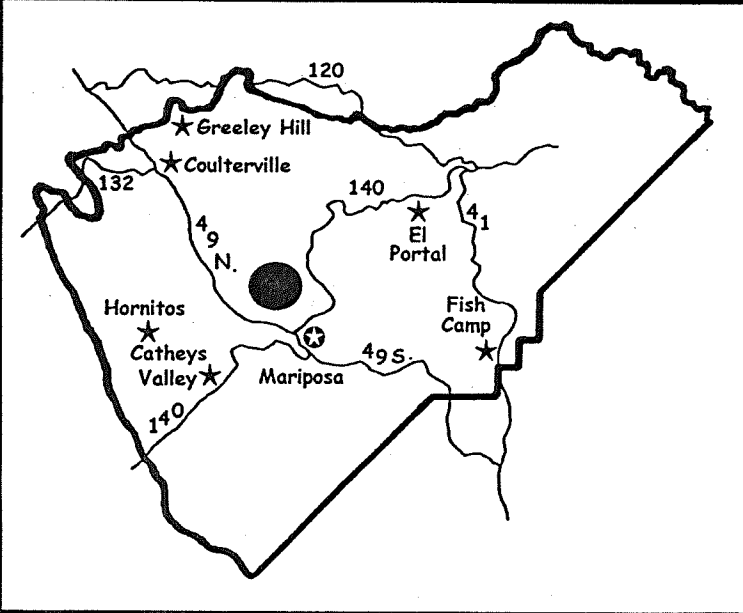 120
Greeley Hill
Coulterville
132
140
49 N.
El
Portal
41
Hornitos
Fish
Camp
Catheys
Valley
Mariposa
49 S.
140